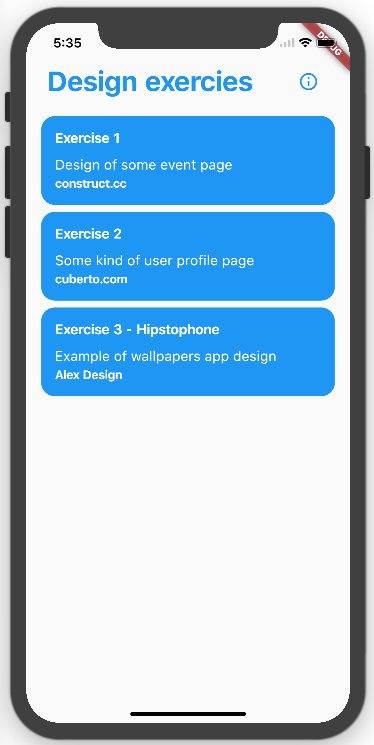 5:35
DEBUG
Design exercies
Exercise 1
Design of some event page
construct.cc
Exercise 2
Some kind of user profile page
cuberto.com
Exercise 3 - Hipstophone
Example of wallpapers app design
Alex Design